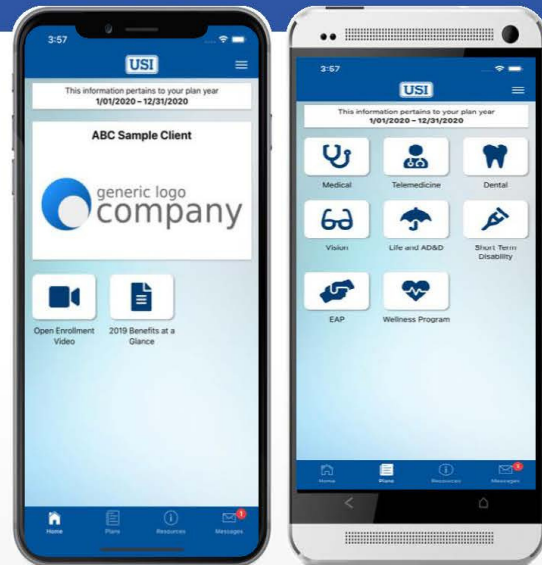 3:57
USI
This information pertains to your plan year
1/01/2020 – 12/31/2020
ABC Sample Client
generic logo
company
Open Enrollment
Video
2019 Benefits at a
Glance
Home
Plans
Resources
Messages
1
3:57
USI
This information pertains to your plan year
1/01/2020 – 12/31/2020
Medical
Telemedicine
Dental
Vision
Life and AD&D
Short Term
Disability
EAP
Wellness Program
Home
Plans
Resources
Messages